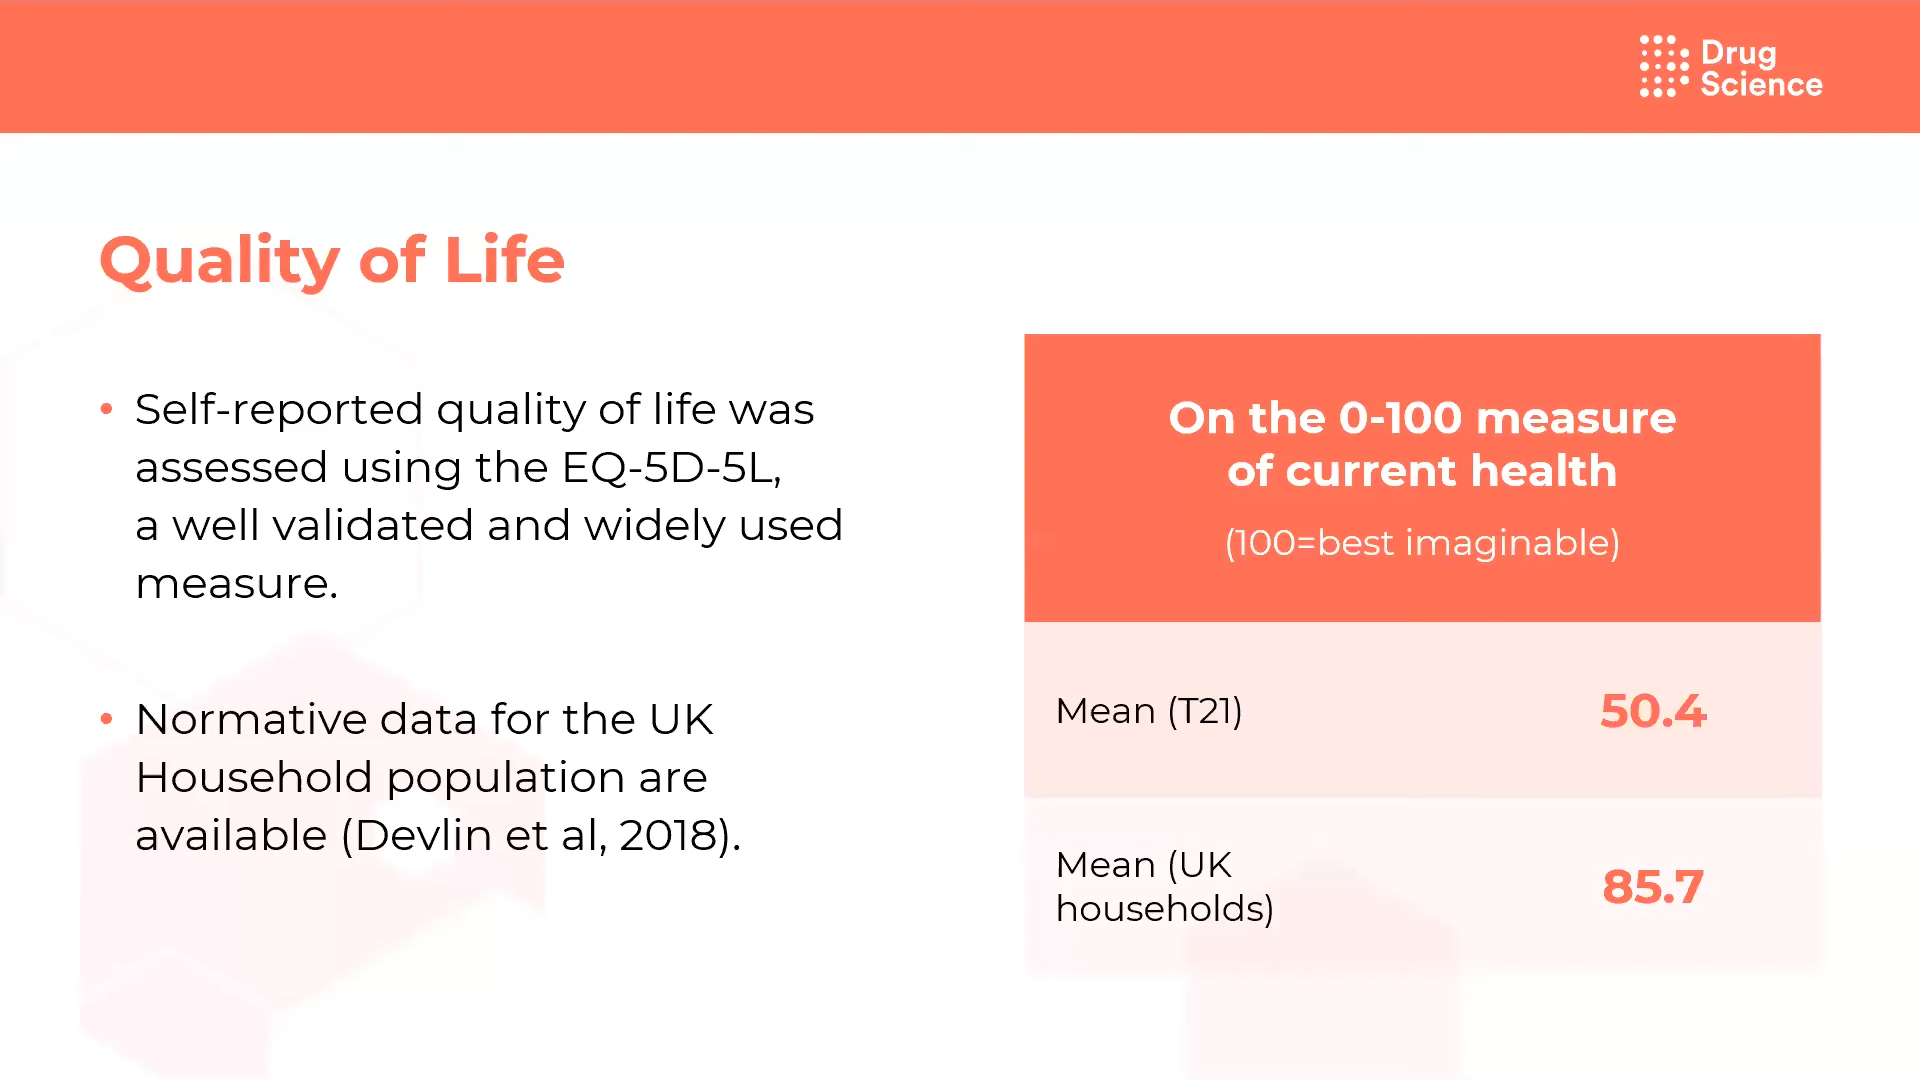 Drug
Science
Quality of Life
• Self-reported quality of life was
assessed using the EQ-5D-5L,
a well validated and widely used
measure.
• Normative data for the UK
Household population are
available (Devlin et al, 2018).
On the 0-100 measure
of current health
(100=best imaginable)
Mean (T21) 50.4
Mean (UK
households) 85.7